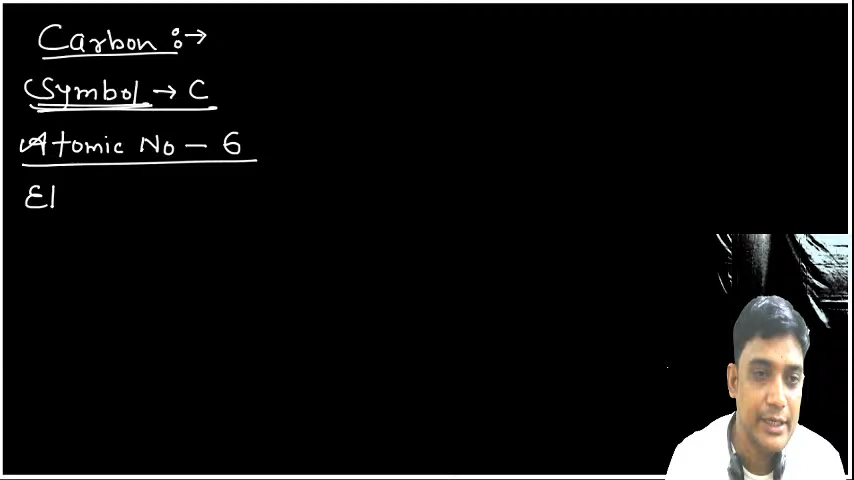 Carbon :→
Symbol → C
Atomic No - 6
El